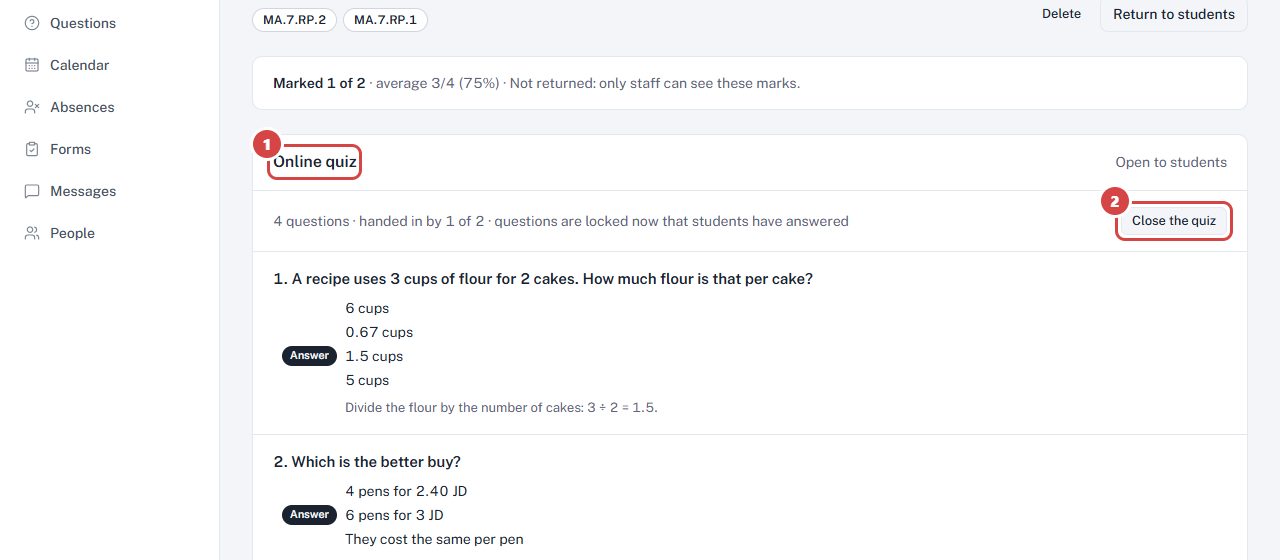 Questions
Calendar
Absences
Forms
Messages
People
MA.7.RP.2 MA.7.RP.1
Delete Return to students
Marked 1 of 2 · average 3/4 (75%) · Not returned: only staff can see these marks.
1
Online quiz Open to students
2
4 questions · handed in by 1 of 2 · questions are locked now that students have answered Close the quiz
1. A recipe uses 3 cups of flour for 2 cakes. How much flour is that per cake?
6 cups
0.67 cups
Answer 1.5 cups
5 cups
Divide the flour by the number of cakes: 3 ÷ 2 = 1.5.
2. Which is the better buy?
4 pens for 2.40 JD
Answer 6 pens for 3 JD
They cost the same per pen